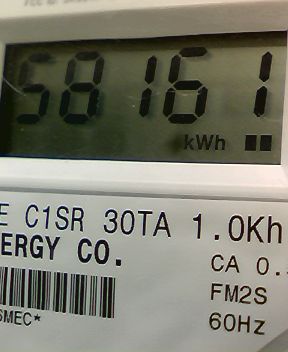 58161
kWh
E C1SR 30TA 1.0Kh
ERGY CO.
CA 0.
FM2S
60Hz
SMEC*